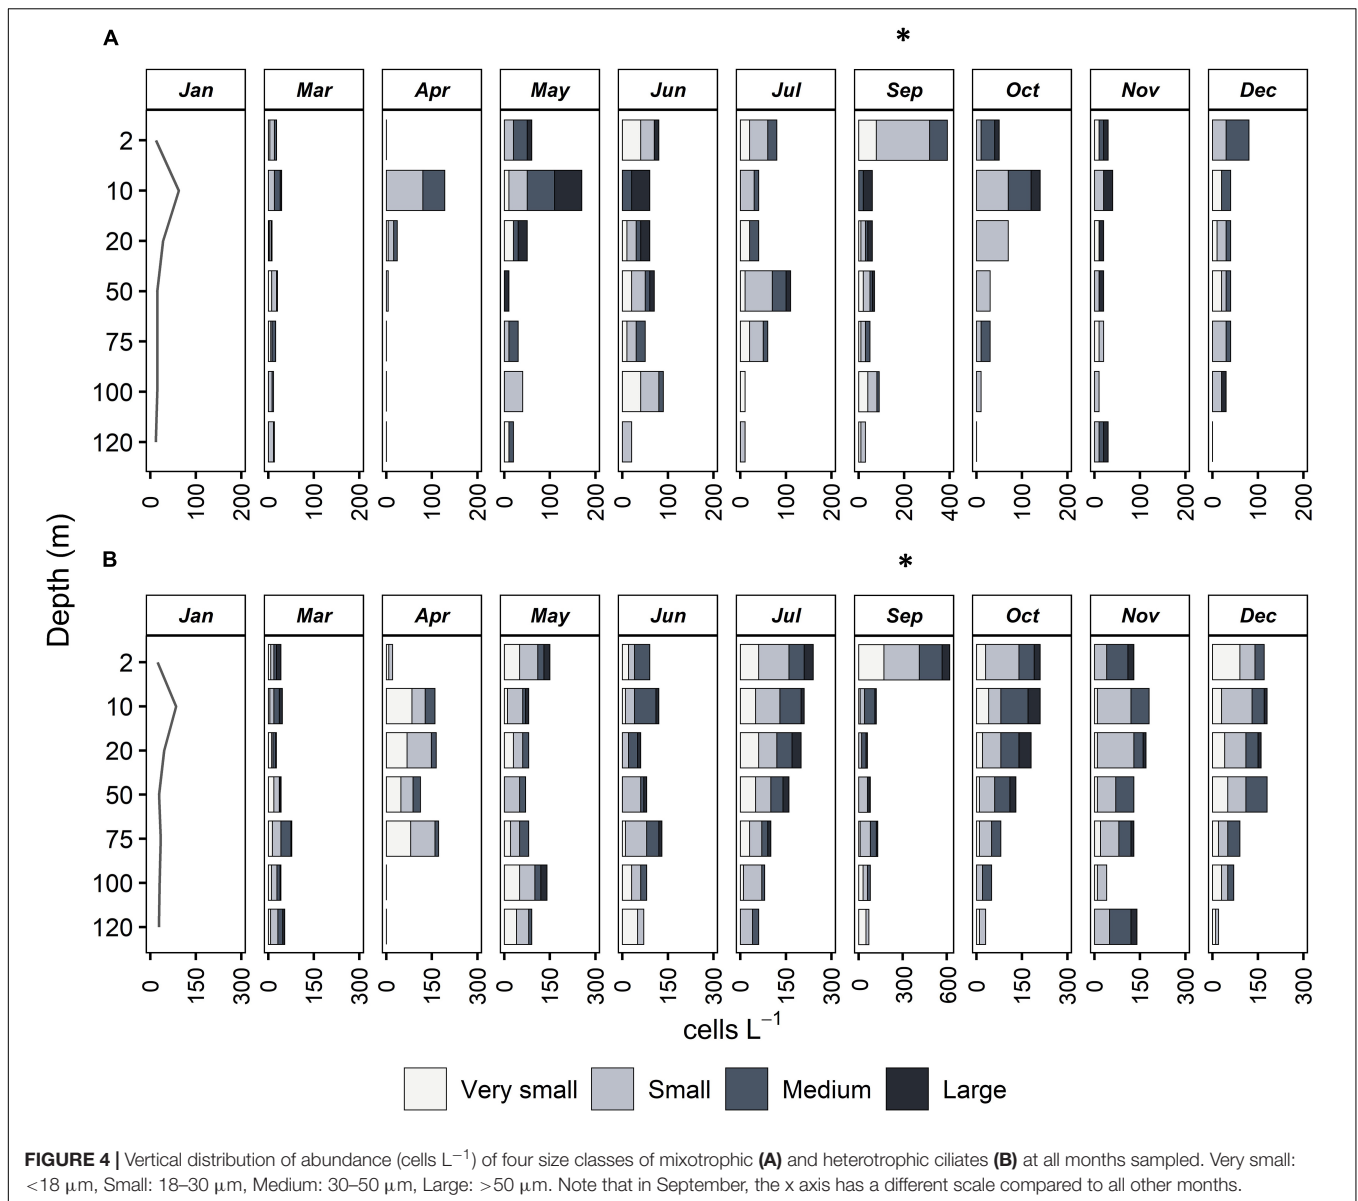 A
*
Jan Mar Apr May Jun Jul Sep Oct Nov Dec
2
10
20
50
75
100
120
0 100 200 0 100 200 0 100 200 0 100 200 0 100 200 0 100 200 0 200 400 0 100 200 0 100 200 0 100 200
Depth (m)
B
*
Jan Mar Apr May Jun Jul Sep Oct Nov Dec
2
10
20
50
75
100
120
0 150 300 0 150 300 0 150 300 0 150 300 0 150 300 0 150 300 0 300 600 0 150 300 0 150 300 0 150 300
cells L⁻¹
Very small Small Medium Large
FIGURE 4 | Vertical distribution of abundance (cells L⁻¹) of four size classes of mixotrophic (A) and heterotrophic ciliates (B) at all months sampled. Very small:
<18 μm, Small: 18–30 μm, Medium: 30–50 μm, Large: >50 μm. Note that in September, the x axis has a different scale compared to all other months.